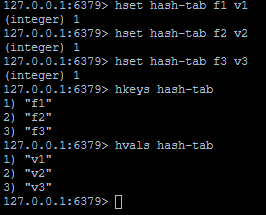 127.0.0.1:6379> hset hash-tab f1 v1
(integer) 1
127.0.0.1:6379> hset hash-tab f2 v2
(integer) 1
127.0.0.1:6379> hset hash-tab f3 v3
(integer) 1
127.0.0.1:6379> hkeys hash-tab
1) "f1"
2) "f2"
3) "f3"
127.0.0.1:6379> hvals hash-tab
1) "v1"
2) "v2"
3) "v3"
127.0.0.1:6379>